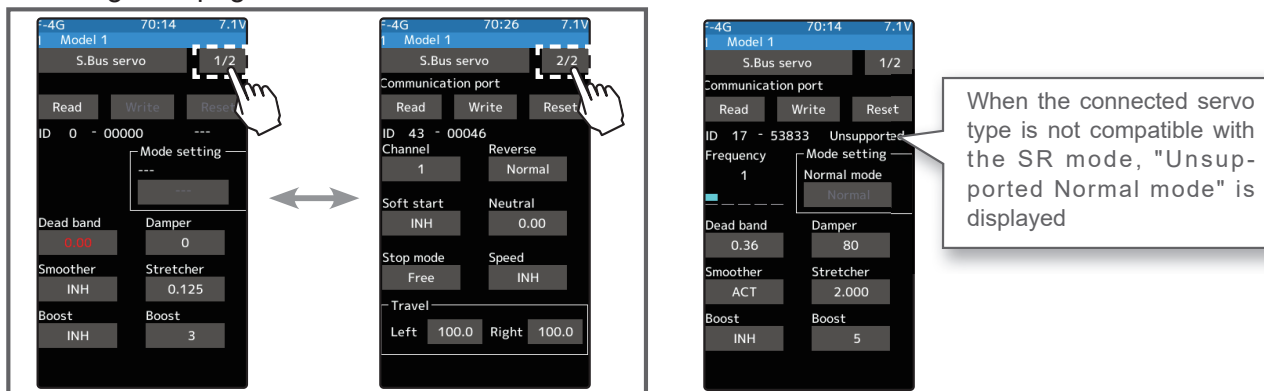 F-4G 70:14 7.1V
1 Model 1
S.Bus servo 1/2
Read Write Reset
ID 0 - 00000 ---
Mode setting
---
---
Dead band Damper
0.00 0
Smoother Stretcher
INH 0.125
Boost Boost
INH 3
F-4G 70:26 7.1V
1 Model 1
S.Bus servo 2/2
Communication port
Read Write Reset
ID 43 - 00046
Channel Reverse
1 Normal
Soft start Neutral
INH 0.00
Stop mode Speed
Free INH
Travel
Left 100.0 Right 100.0
F-4G 70:14 7.1V
1 Model 1
S.Bus servo 1/2
Communication port
Read Write Reset
ID 17 - 53833 Unsupported
Frequency Mode setting
1 Normal mode
Normal
Dead band Damper
0.36 80
Smoother Stretcher
ACT 2.000
Boost Boost
INH 5
When the connected servo
type is not compatible with
the SR mode, "Unsup-
ported Normal mode" is
displayed